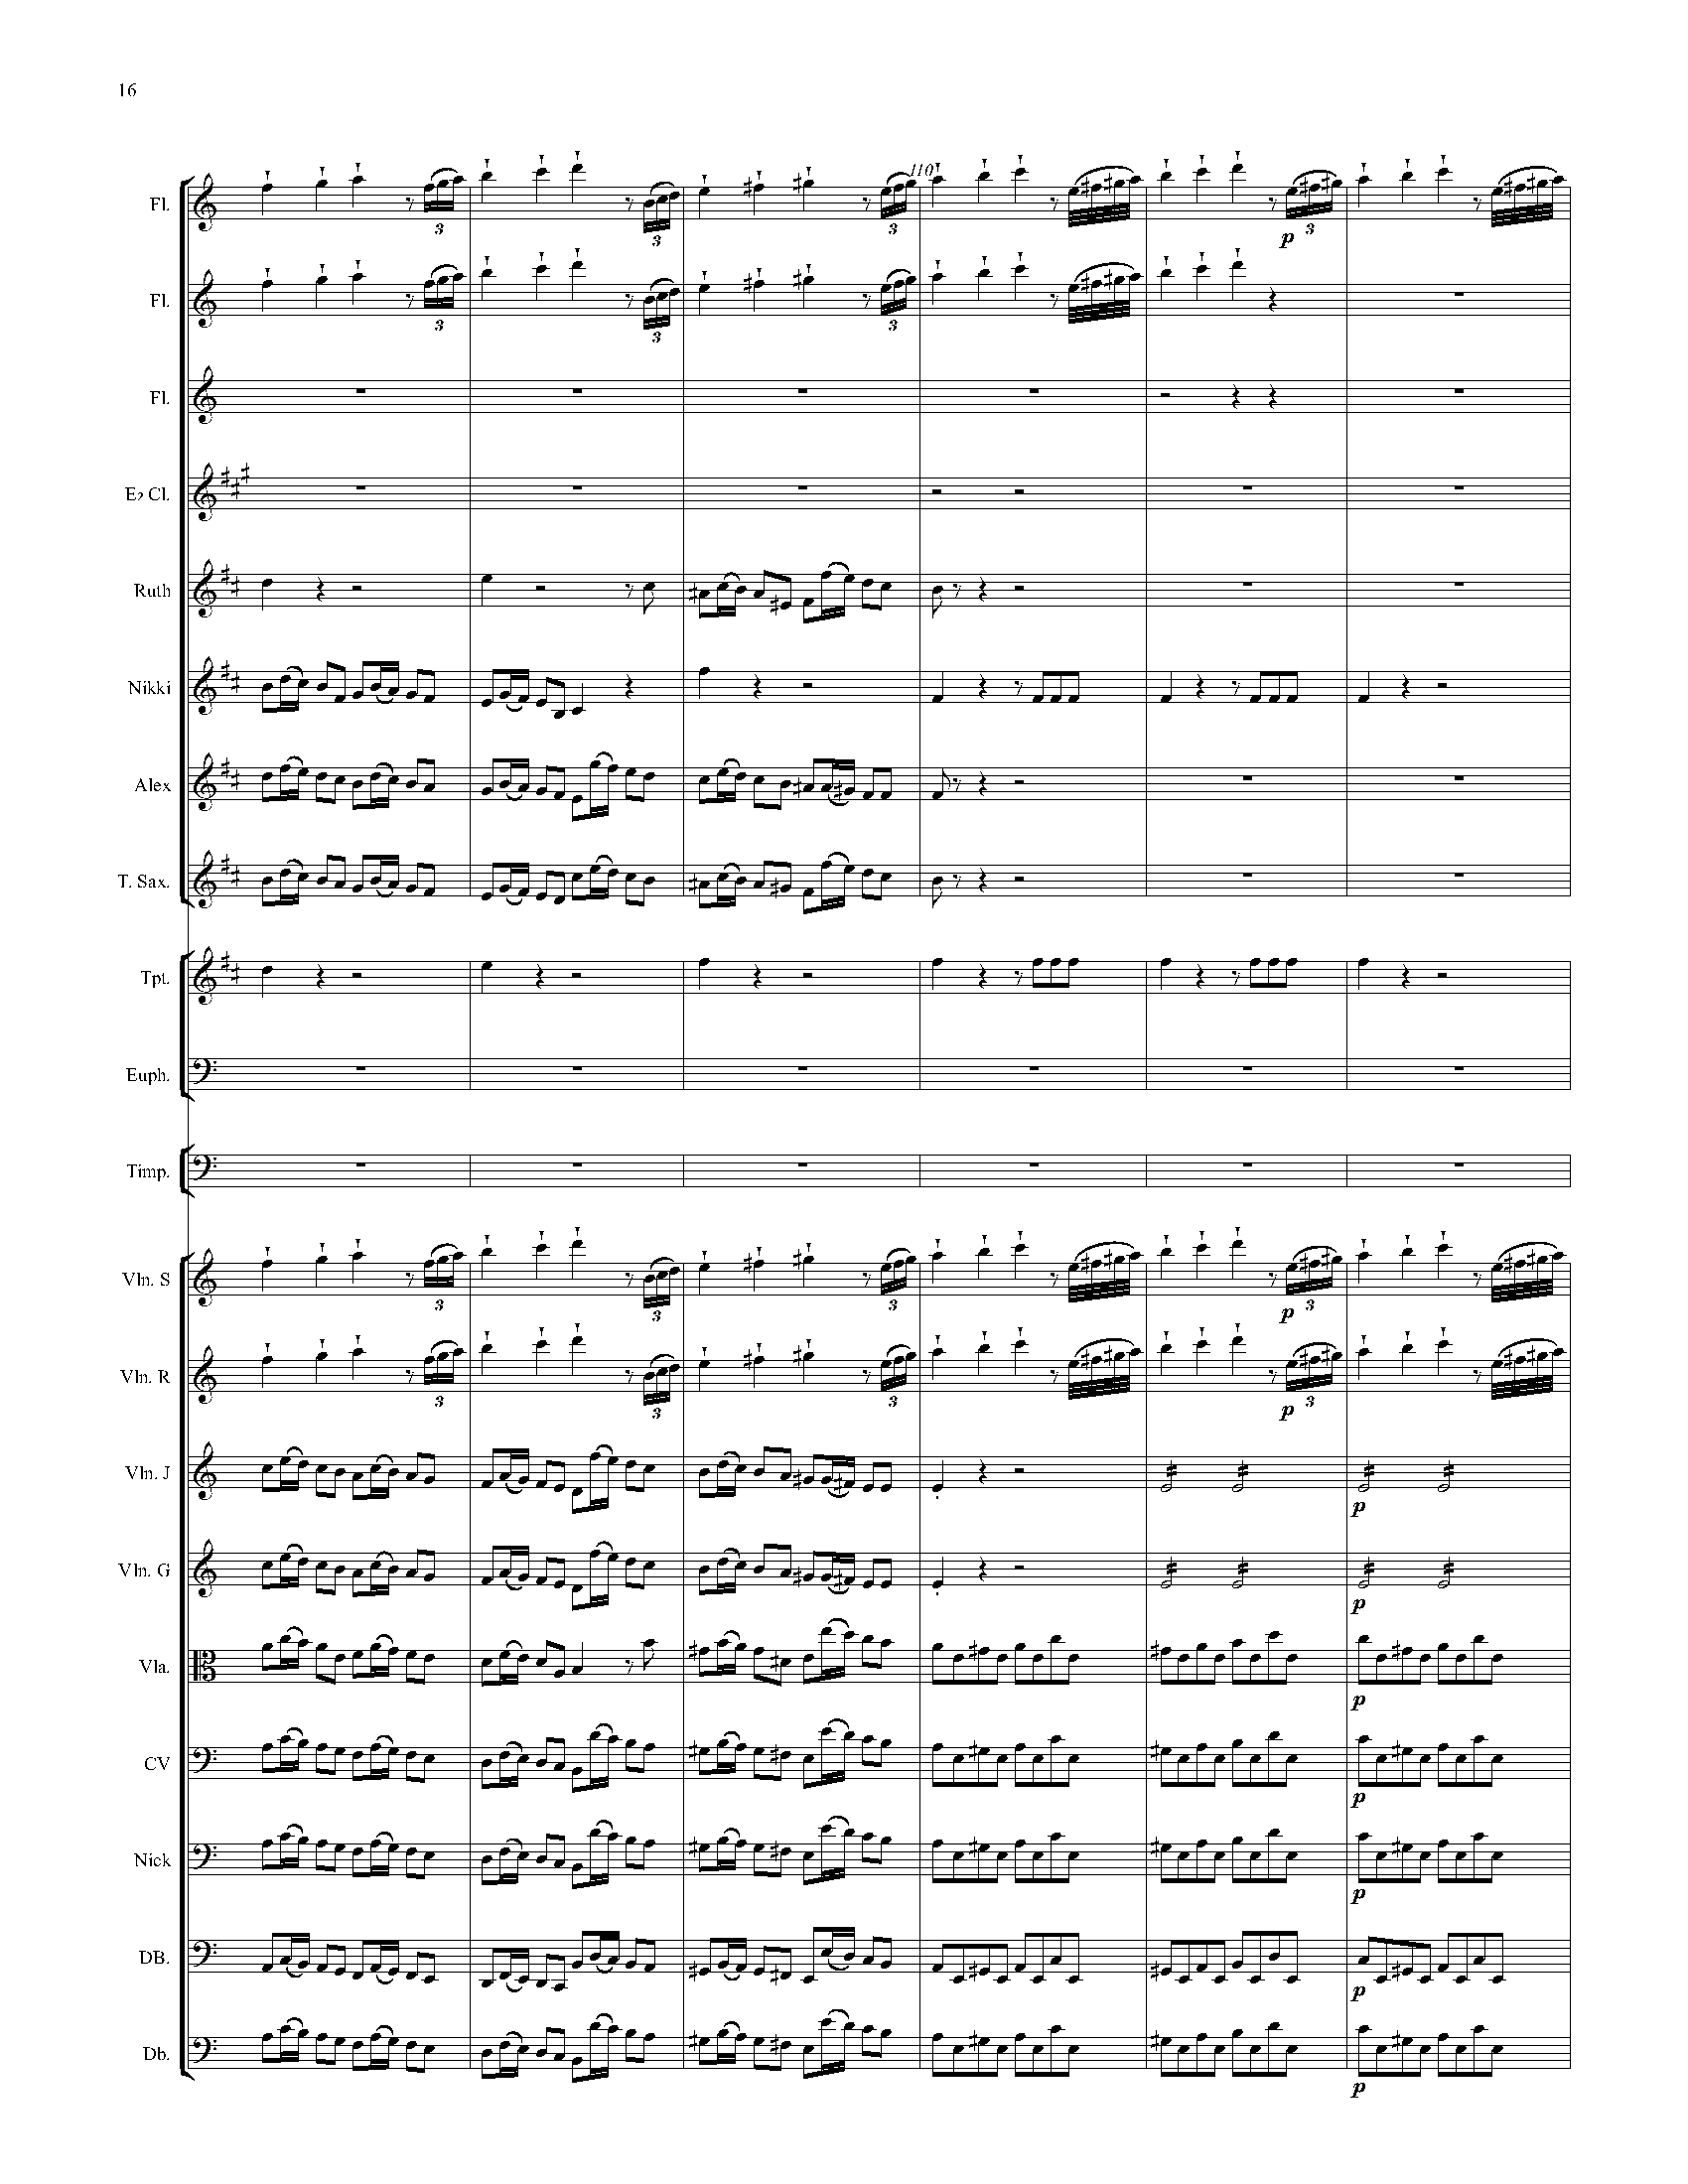 16
110
Fl.
3 3 3 p 3
Fl.
3 3 3
Fl.
E♭ Cl.
Ruth
Nikki
Alex
T. Sax.
Tpt.
Euph.
Timp.
Vln. S
3 3 3 p 3
Vln. R
3 3 3 p 3
Vln. J
p
Vln. G
p
Vla.
p
CV
p
Nick
p
DB.
p
Db.
p